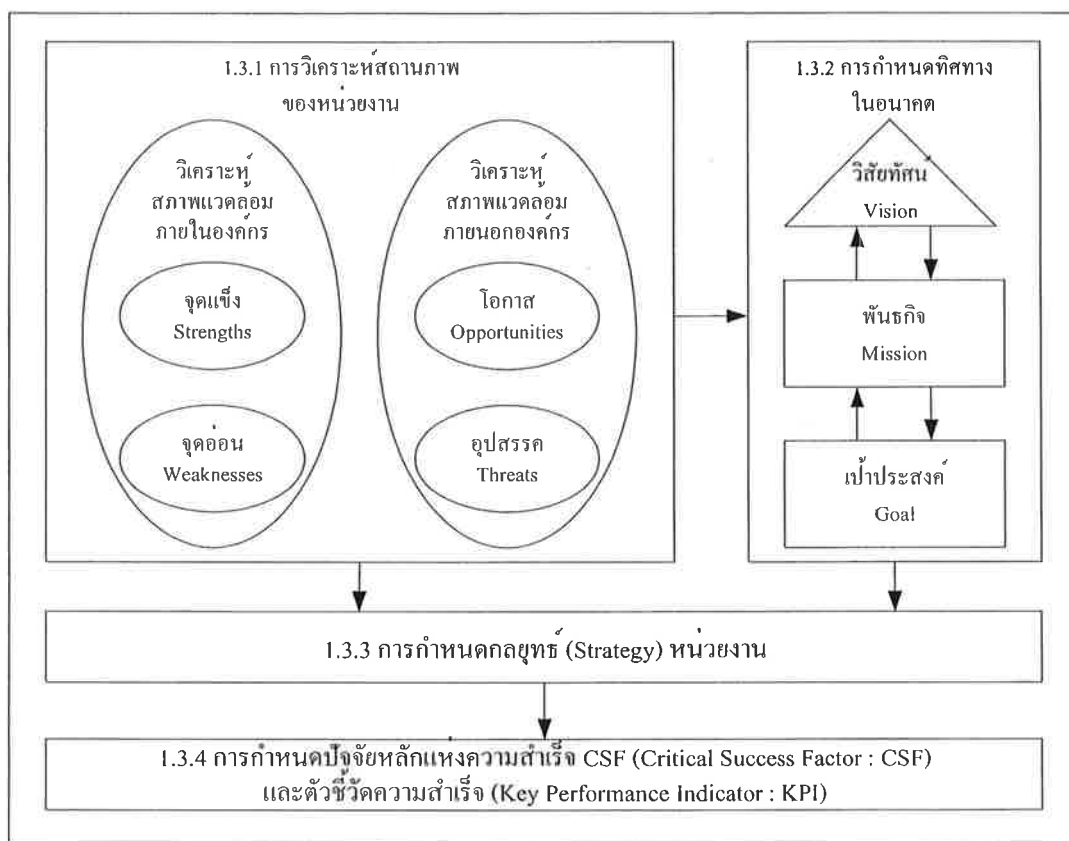 1.3.1 การวิเคราะห์สถานภาพ
ของหน่วยงาน
วิเคราะห์
สภาพแวดล้อม
ภายในองค์กร
จุดแข็ง
Strengths
จุดอ่อน
Weaknesses
วิเคราะห์
สภาพแวดล้อม
ภายนอกองค์กร
โอกาส
Opportunities
อุปสรรค
Threats
1.3.2 การกำหนดทิศทาง
ในอนาคต
วิสัยทัศน์
Vision
พันธกิจ
Mission
เป้าประสงค์
Goal
1.3.3 การกำหนดกลยุทธ์ (Strategy) หน่วยงาน
1.3.4 การกำหนดปัจจัยหลักแห่งความสำเร็จ CSF (Critical Success Factor : CSF)
และตัวชี้วัดความสำเร็จ (Key Performance Indicator : KPI)